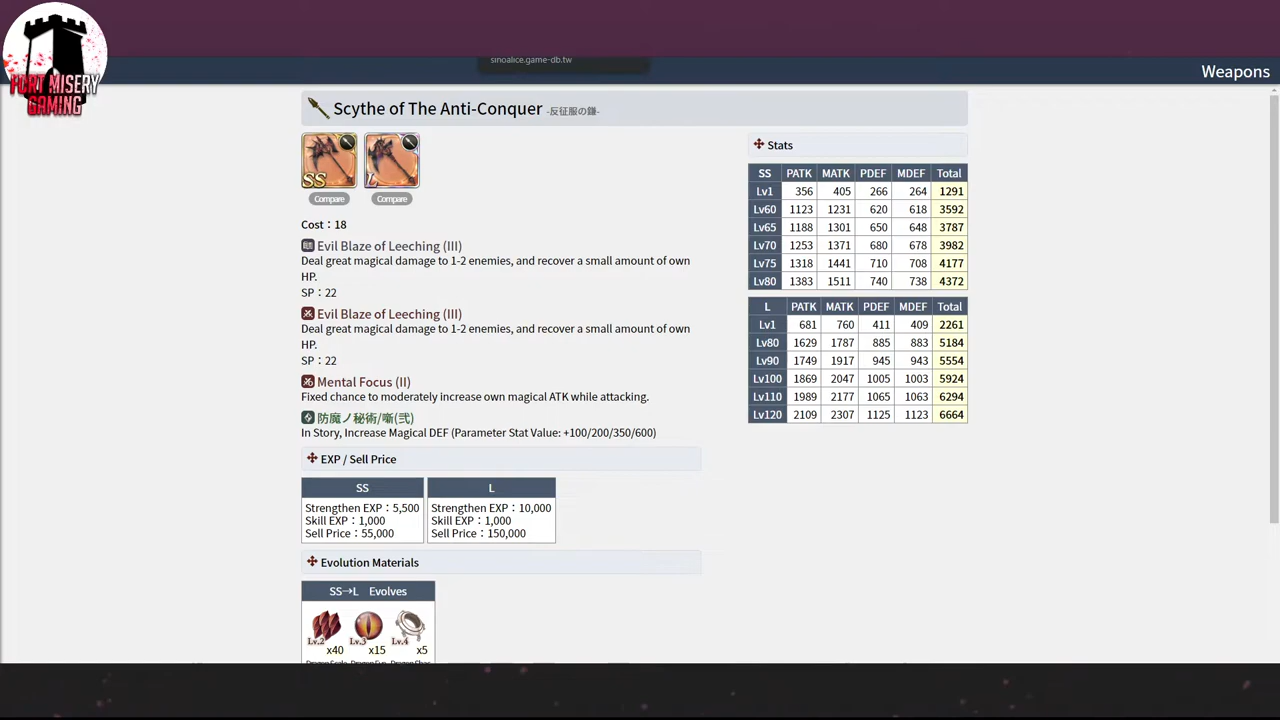 FORT MISERY
GAMING
sinoalice.game-db.tw
Weapons
Scythe of The Anti-Conquer -反征服の鎌-
SS
L
Compare
Compare
Cost：18
Evil Blaze of Leeching (III)
Deal great magical damage to 1-2 enemies, and recover a small amount of own
HP.
SP：22
Evil Blaze of Leeching (III)
Deal great magical damage to 1-2 enemies, and recover a small amount of own
HP.
SP：22
Mental Focus (II)
Fixed chance to moderately increase own magical ATK while attacking.
防魔ノ秘術/噺(弐)
In Story, Increase Magical DEF (Parameter Stat Value: +100/200/350/600)
EXP / Sell Price
SS L
Strengthen EXP：5,500 Strengthen EXP：10,000
Skill EXP：1,000 Skill EXP：1,000
Sell Price：55,000 Sell Price：150,000
Evolution Materials
SS→L Evolves
Lv.2 Lv.3 Lv.4
x40 x15 x5
Stats
SS PATK MATK PDEF MDEF Total
Lv1 356 405 266 264 1291
Lv60 1123 1231 620 618 3592
Lv65 1188 1301 650 648 3787
Lv70 1253 1371 680 678 3982
Lv75 1318 1441 710 708 4177
Lv80 1383 1511 740 738 4372
L PATK MATK PDEF MDEF Total
Lv1 681 760 411 409 2261
Lv80 1629 1787 885 883 5184
Lv90 1749 1917 945 943 5554
Lv100 1869 2047 1005 1003 5924
Lv110 1989 2177 1065 1063 6294
Lv120 2109 2307 1125 1123 6664